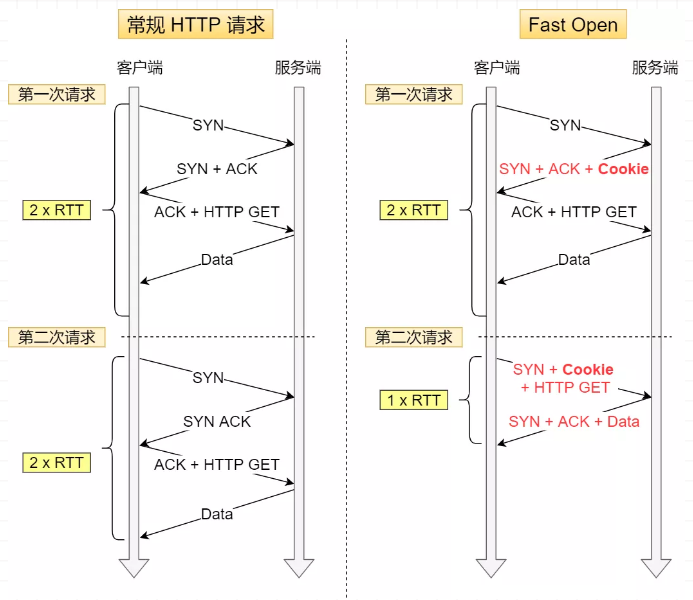 常规 HTTP 请求
客户端
服务端
第一次请求
SYN
SYN + ACK
2 x RTT
ACK + HTTP GET
Data
第二次请求
SYN
SYN ACK
2 x RTT
ACK + HTTP GET
Data
Fast Open
客户端
服务端
第一次请求
SYN
SYN + ACK + Cookie
2 x RTT
ACK + HTTP GET
Data
第二次请求
SYN + Cookie
+ HTTP GET
1 x RTT
SYN + ACK + Data